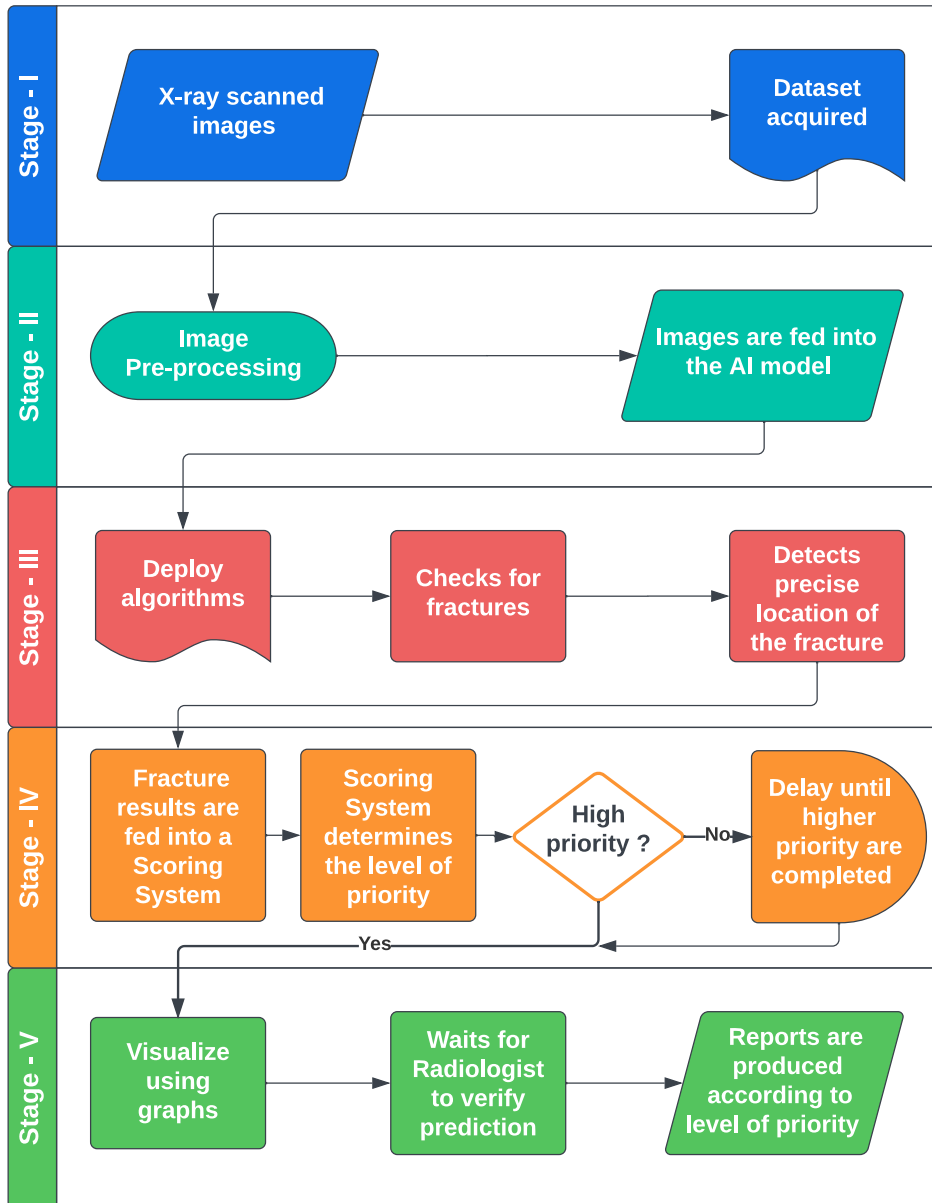 Stage - I
X-ray scanned
images
Dataset
acquired
Stage - II
Image
Pre-processing
Images are fed into
the AI model
Stage - III
Deploy
algorithms
Checks for
fractures
Detects
precise
location of
the fracture
Stage - IV
Fracture
results are
fed into a
Scoring
System
Scoring
System
determines
the level of
priority
High
priority ?
No
Delay until
higher
priority are
completed
Yes
Stage - V
Visualize
using
graphs
Waits for
Radiologist
to verify
prediction
Reports are
produced
according to
level of priority